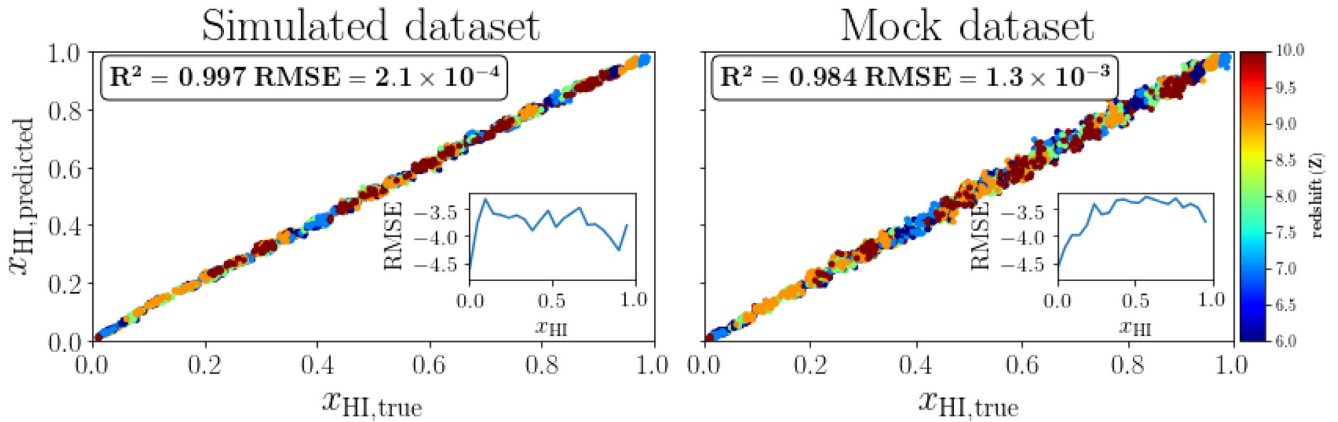 Simulated dataset
R² = 0.997 RMSE = 2.1 × 10⁻⁴
x_HI,predicted
1.0
0.8
0.6
0.4
0.2
0.0
0.0 0.2 0.4 0.6 0.8 1.0
x_HI,true
RMSE
−3.5
−4.0
−4.5
0.0 0.5 1.0
x_HI
Mock dataset
R² = 0.984 RMSE = 1.3 × 10⁻³
0.0 0.2 0.4 0.6 0.8 1.0
x_HI,true
RMSE
−3.5
−4.0
−4.5
0.0 0.5 1.0
x_HI
10.0
9.5
9.0
8.5
8.0
7.5
7.0
6.5
6.0
redshift (Z)